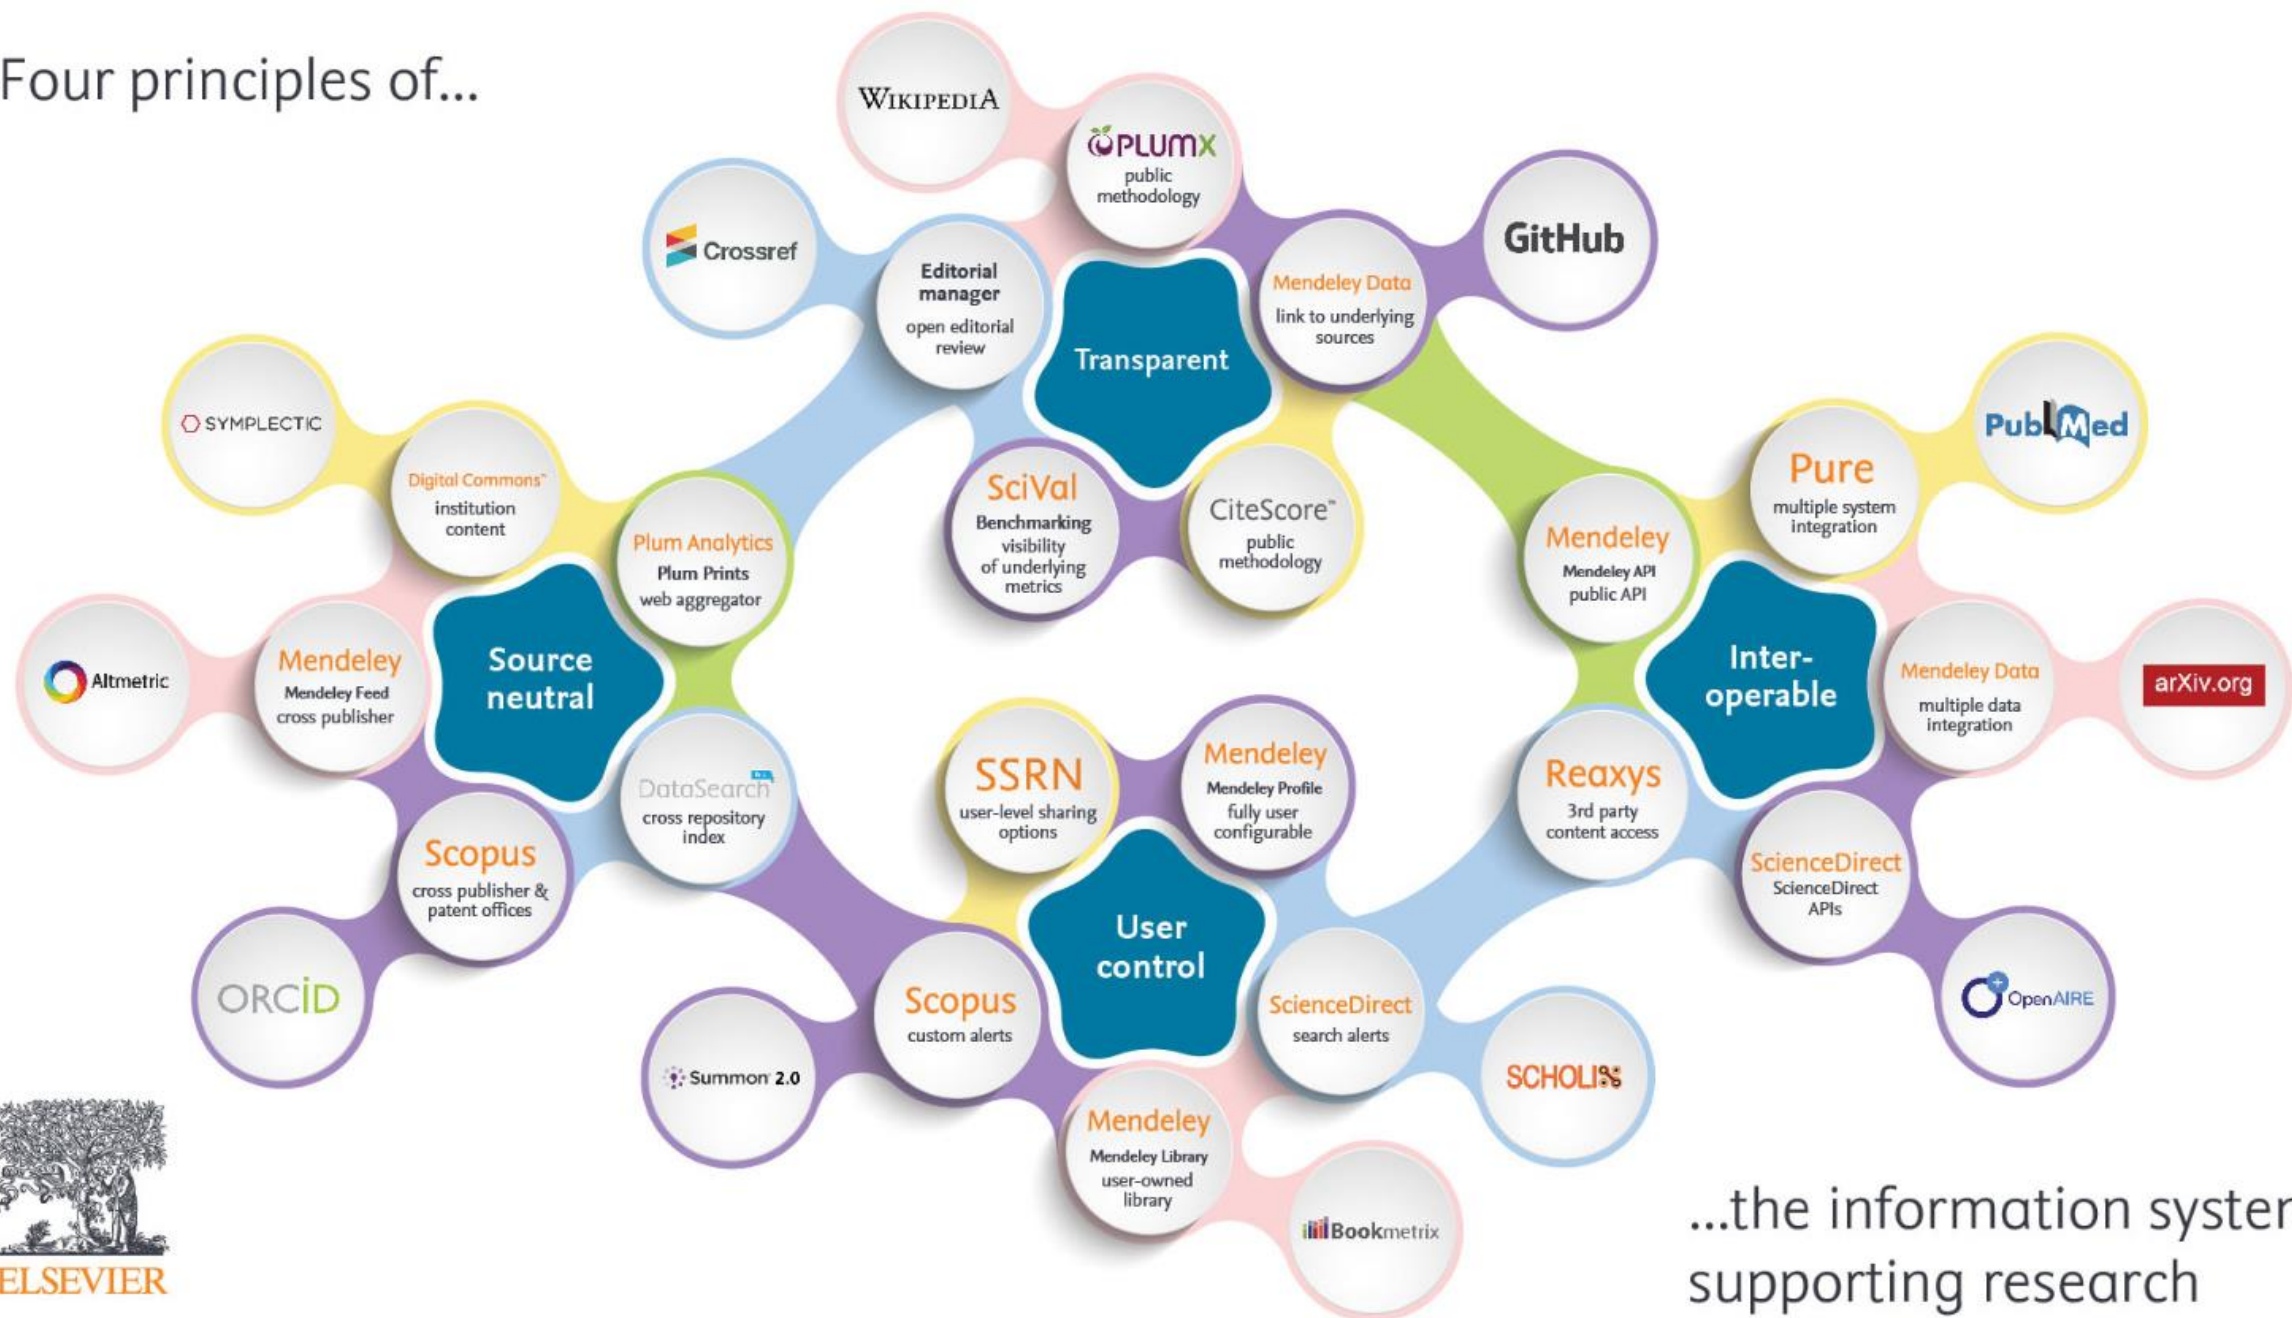 Four principles of...
WIKIPEDIA
PLUMX
public
methodology
Crossref
Editorial
manager
open editorial
review
Mendeley Data
link to underlying
sources
GitHub
Transparent
SciVal
Benchmarking
visibility
of underlying
metrics
CiteScore™
public
methodology
SYMPLECTIC
Digital Commons™
institution
content
Plum Analytics
Plum Prints
web aggregator
Altmetric
Mendeley
Mendeley Feed
cross publisher
Source
neutral
DataSearch
cross repository
index
Scopus
cross publisher &
patent offices
ORCiD
Mendeley
Mendeley API
public API
Pure
multiple system
integration
PubMed
Inter-
operable
Mendeley Data
multiple data
integration
arXiv.org
Reaxys
3rd party
content access
ScienceDirect
ScienceDirect
APIs
OpenAIRE
SSRN
user-level sharing
options
Mendeley
Mendeley Profile
fully user
configurable
User
control
Scopus
custom alerts
ScienceDirect
search alerts
Summon 2.0
SCHOLIX
Mendeley
Mendeley Library
user-owned
library
Bookmetrix
ELSEVIER
...the information system
supporting research